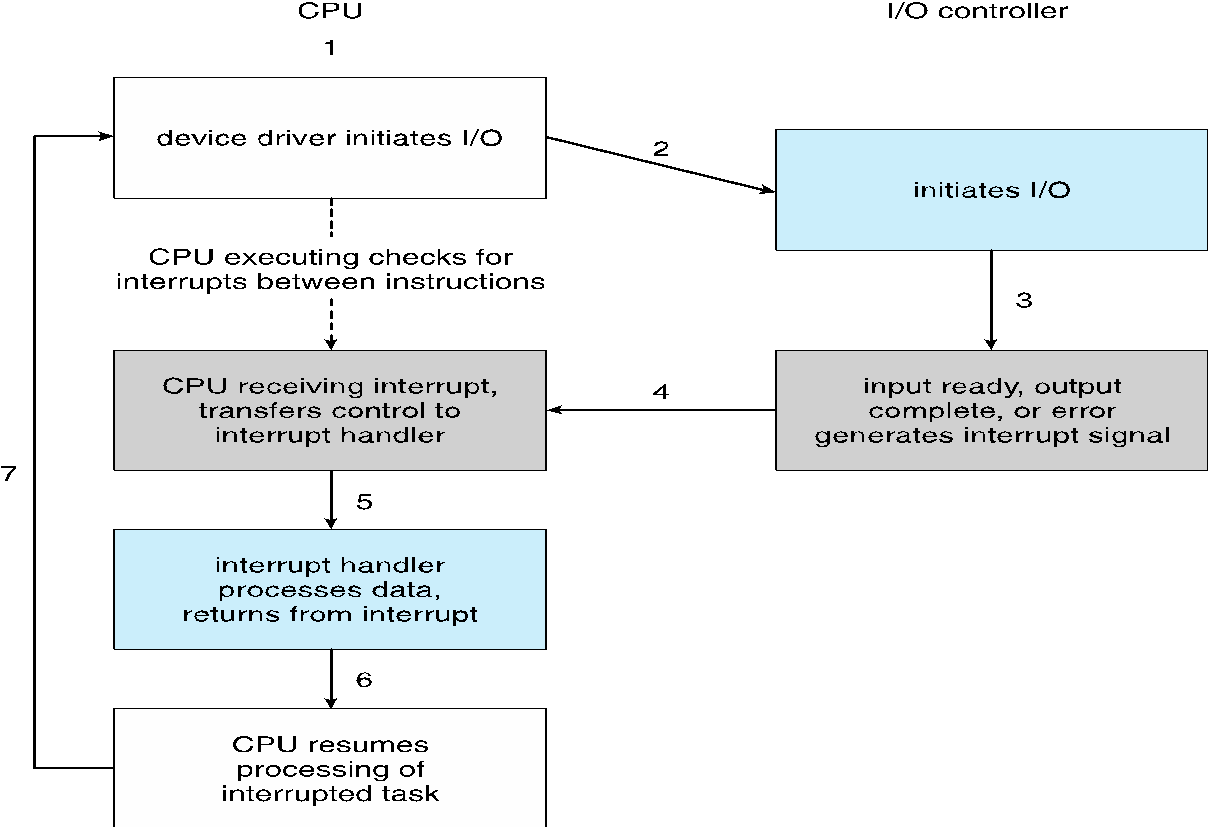 CPU
I/O controller
1
device driver initiates I/O
2
initiates I/O
CPU executing checks for
interrupts between instructions
3
CPU receiving interrupt,
transfers control to
interrupt handler
4
input ready, output
complete, or error
generates interrupt signal
7
5
interrupt handler
processes data,
returns from interrupt
6
CPU resumes
processing of
interrupted task